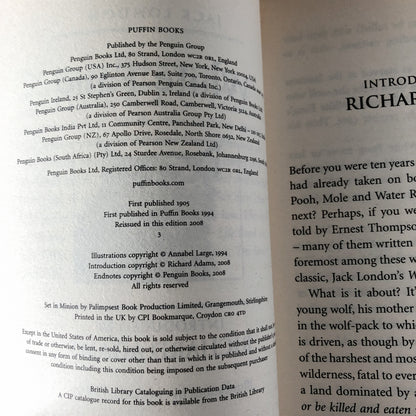 PUFFIN BOOKS
Published by the Penguin Group
Penguin Books Ltd, 80 Strand, London WC2R 0RL, England
Penguin Group (USA) Inc., 375 Hudson Street, New York, New York 10014, USA
Penguin Group (Canada), 90 Eglinton Avenue East, Suite 700, Toronto, Ontario, Canada
(a division of Pearson Penguin Canada Inc.)
Penguin Ireland, 25 St Stephen's Green, Dublin 2, Ireland (a division of Penguin Books Ltd)
Penguin Group (Australia), 250 Camberwell Road, Camberwell, Victoria 3124, Australia
(a division of Pearson Australia Group Pty Ltd)
Penguin Books India Pvt Ltd, 11 Community Centre, Panchsheel Park, New Delhi –
Penguin Group (NZ), 67 Apollo Drive, Rosedale, North Shore 0632, New Zealand
(a division of Pearson New Zealand Ltd)
Penguin Books (South Africa) (Pty) Ltd, 24 Sturdee Avenue, Rosebank, Johannesburg 2196, South
Penguin Books Ltd, Registered Offices: 80 Strand, London WC2R 0RL, England
puffinbooks.com
First published 1905
First published in Puffin Books 1994
Reissued in this edition 2008
3
Illustrations copyright © Annabel Large, 1994
Introduction copyright © Richard Adams, 2008
Endnotes copyright © Penguin Books, 2008
All rights reserved
Set in Minion by Palimpsest Book Production Limited, Grangemouth, Stirlingshire
Printed in the UK by CPI Bookmarque, Croydon CR0 4TD
Except in the United States of America, this book is sold subject to the condition that it shall not
of trade or otherwise, be lent, re-sold, hired out, or otherwise circulated without the
consent in any form of binding or cover other than that in which it is published and without a
condition including this condition being imposed on the subsequent purchaser
British Library Cataloguing in Publication Data
A CIP catalogue record for this book is available from the British Library
INTROD
RICHAR
Before you were ten years
had already taken on bo
Pooh, Mole and Water R
next? Perhaps, if you we
told by Ernest Thompso
– many of them written
foremost among these w
classic, Jack London's W
What is it about? It's
young wolf, his mother
in the wolf-pack to whi
is driven, as though by
of the harshest and most
wilderness, fatal to ever
a land dominated by
or be killed and eaten